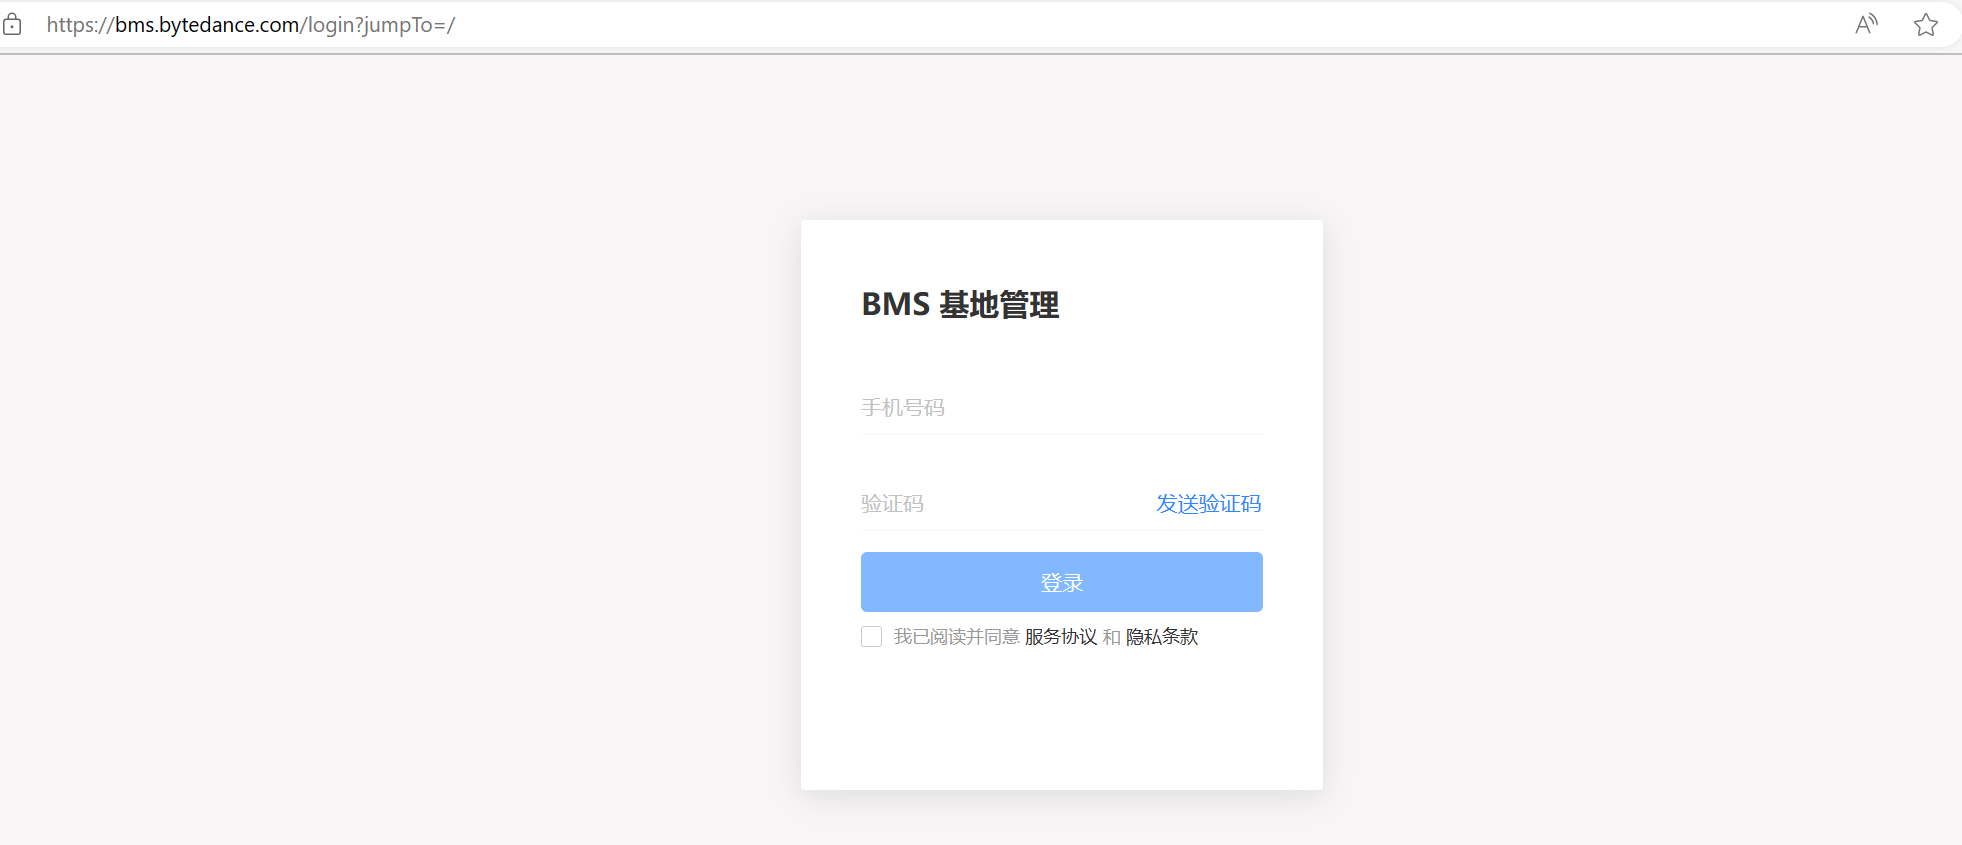 https://bms.bytedance.com/login?jumpTo=/
BMS 基地管理
手机号码
验证码 发送验证码
登录
我已阅读并同意 服务协议 和 隐私条款